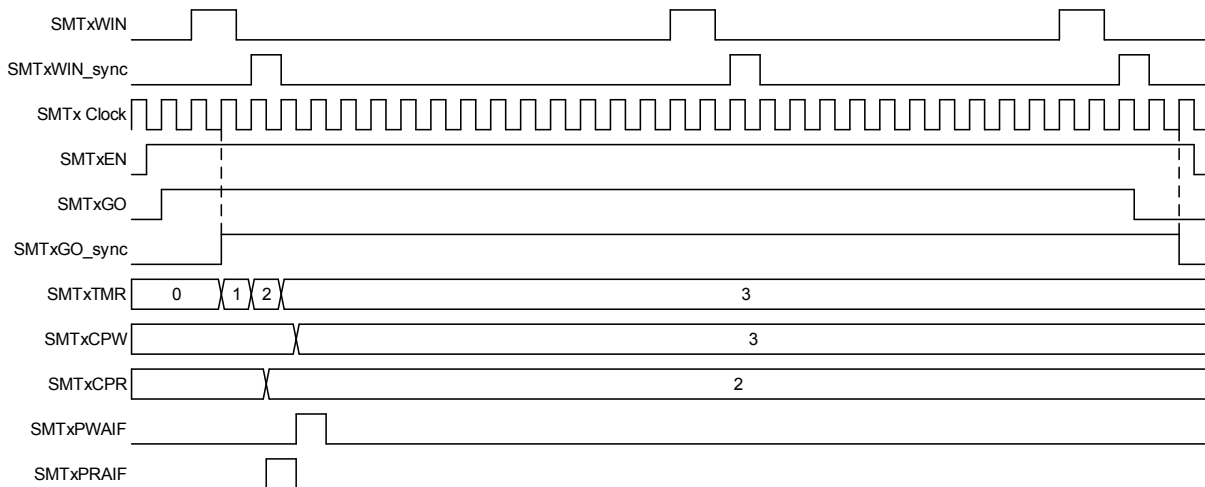 SMTxWIN
SMTxWIN_sync
SMTx Clock
SMTxEN
SMTxGO
SMTxGO_sync
SMTxTMR 0 1 2 3
SMTxCPW 3
SMTxCPR 2
SMTxPWAIF
SMTxPRAIF